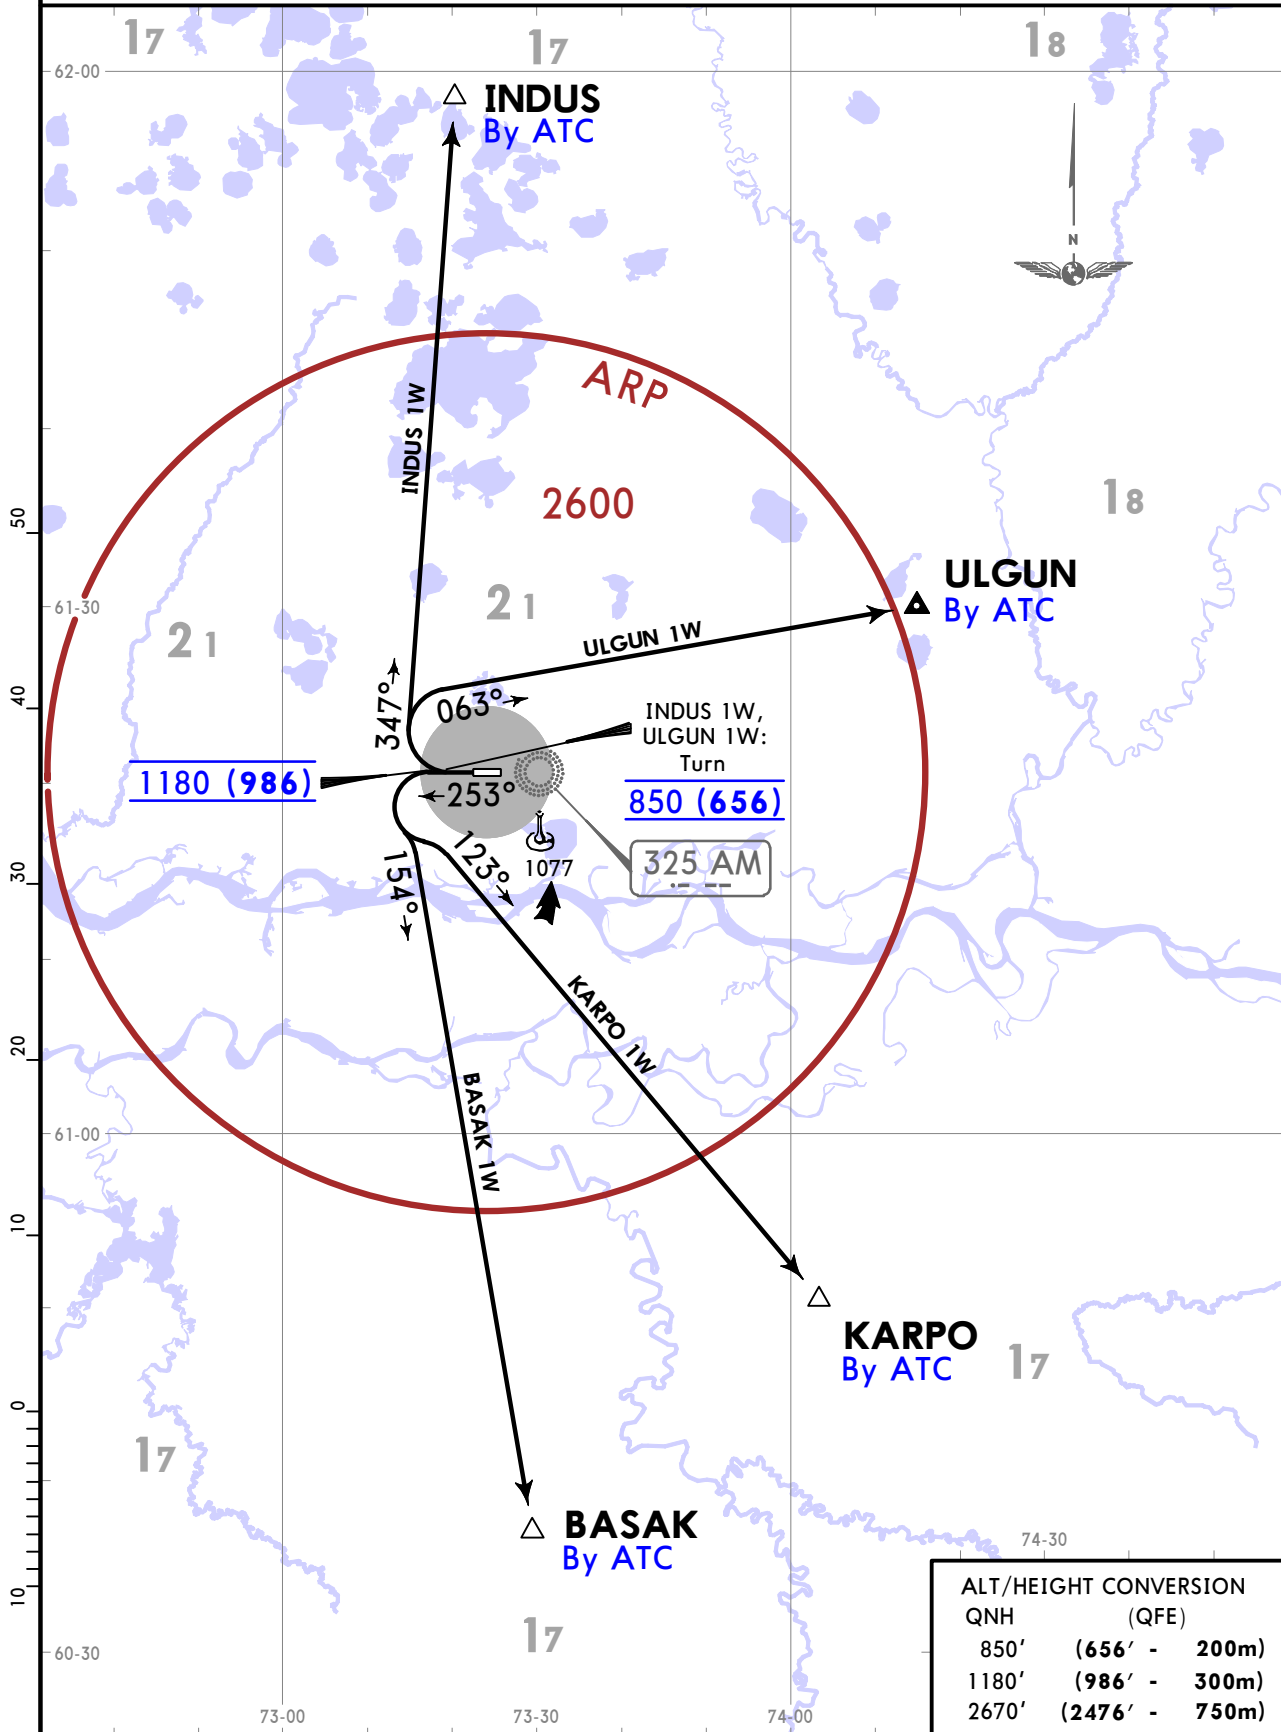 17
17
18
62-00
INDUS
By ATC
N
ARP
INDUS 1W
2600
18
50
ULGUN
By ATC
61-30
21
21
ULGUN 1W
40
347°
063°
INDUS 1W,
ULGUN 1W:
Turn
850 (656)
1180 (986)
253°
123°
1077
325 AM
154°
30
KARPO 1W
20
BASAK 1W
61-00
10
KARPO
By ATC
17
0
17
BASAK
By ATC
74-30
10
17
60-30
73-00
73-30
74-00
ALT/HEIGHT CONVERSION
QNH (QFE)
850' (656' - 200m)
1180' (986' - 300m)
2670' (2476' - 750m)